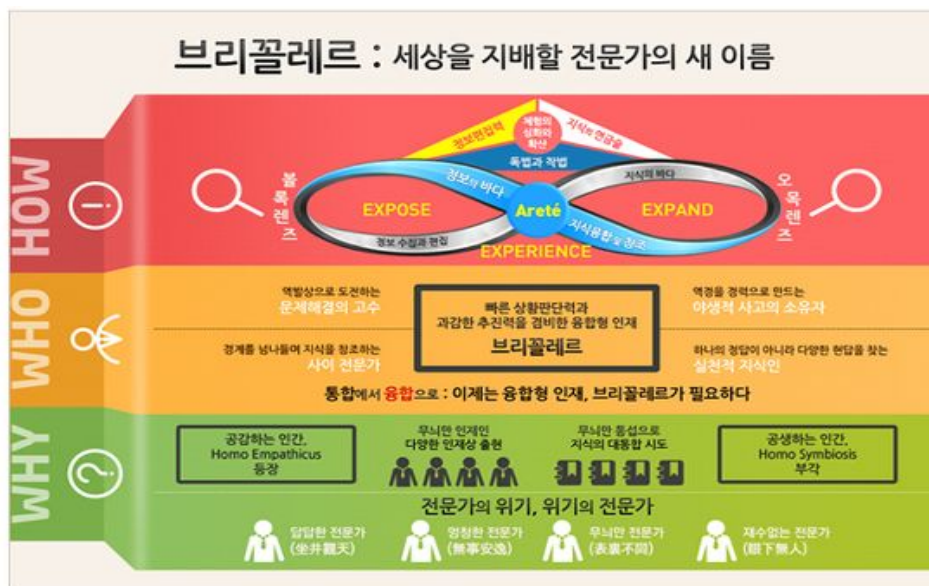 브리꼴레르 : 세상을 지배할 전문가의 새 이름
HOW
정보편집력
체험의
심화와
확산
지식의 연금술
독법과 작법
볼록렌즈
정보의 바다
지식의 바다
오목렌즈
EXPOSE
Areté
EXPAND
정보 수집과 편집
지식융합 및 창조
EXPERIENCE
WHO
역발상으로 도전하는
문제해결의 고수
빠른 상황판단력과
과감한 추진력을 겸비한 융합형 인재
브리꼴레르
역경을 경력으로 만드는
야생적 사고의 소유자
경계를 넘나들며 지식을 창조하는
사이 전문가
하나의 정답이 아니라 다양한 현답을 찾는
실천적 지식인
통합에서 융합으로 : 이제는 융합형 인재, 브리꼴레르가 필요하다
WHY
공감하는 인간,
Homo Empathicus
등장
무늬만 인재인
다양한 인재상 출현
무늬만 통섭으로
지식의 대통합 시도
공생하는 인간,
Homo Symbiosis
부각
전문가의 위기, 위기의 전문가
답답한 전문가
(坐井觀天)
멍청한 전문가
(無事安逸)
무늬만 전문가
(表裏不同)
재수없는 전문가
(眼下無人)